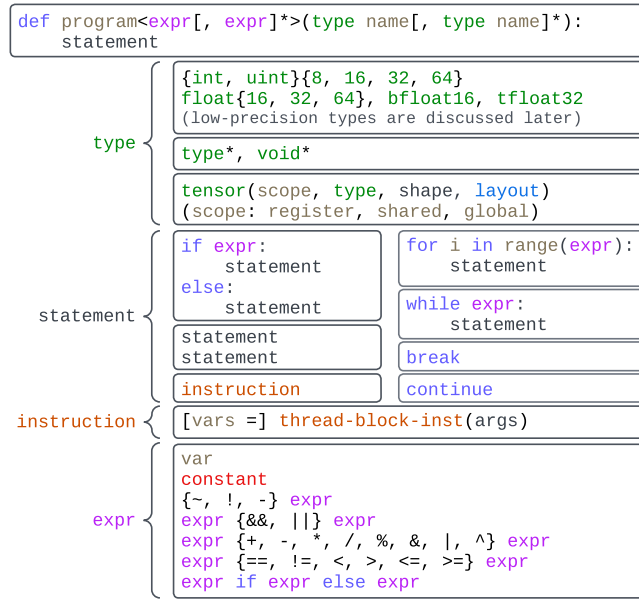 def program<expr[, expr]*>(type name[, type name]*):
statement
type
{int, uint}{8, 16, 32, 64}
float{16, 32, 64}, bfloat16, tfloat32
(low-precision types are discussed later)
type*, void*
tensor(scope, type, shape, layout)
(scope: register, shared, global)
statement
if expr:
statement
else:
statement
statement
statement
instruction
for i in range(expr):
statement
while expr:
statement
break
continue
instruction
[vars =] thread-block-inst(args)
expr
var
constant
{~, !, -} expr
expr {&&, ||} expr
expr {+, -, *, /, %, &, |, ^} expr
expr {==, !=, <, >, <=, >=} expr
expr if expr else expr